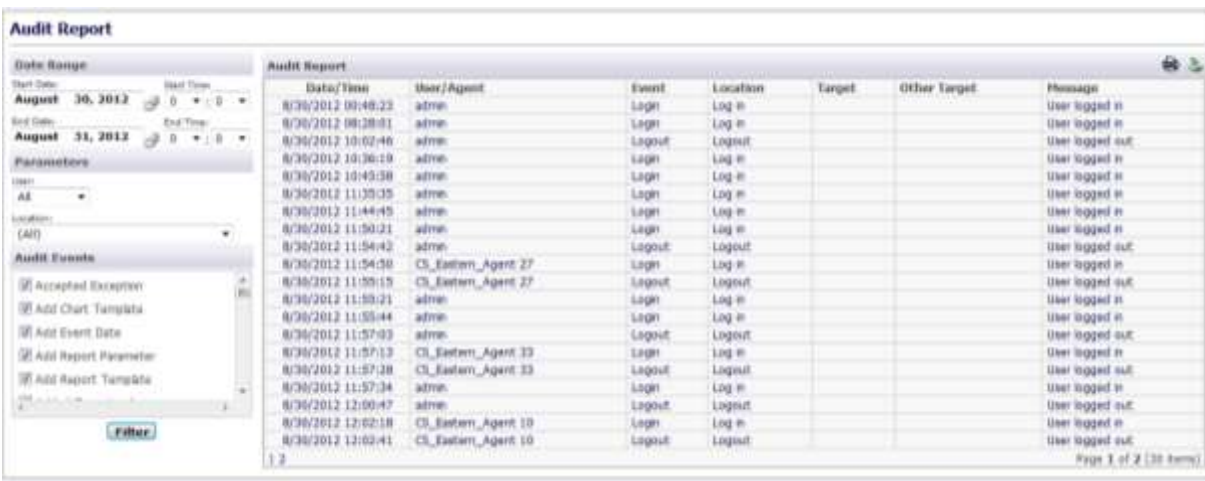 Audit Report
Date Range
Start Date: Start Time:
August 30, 2012 0 : 0
End Date: End Time:
August 31, 2012 0 : 0
Parameters
User:
All
Location:
(All)
Audit Events
Accepted Exception
Add Chart Template
Add Event Date
Add Report Parameter
Add Report Template
Filter
Audit Report
Date/Time User/Agent Event Location Target Other Target Message
8/30/2012 00:48:23 admin Login Log in User logged in
8/30/2012 08:28:01 admin Login Log in User logged in
8/30/2012 10:02:46 admin Logout Logout User logged out
8/30/2012 10:36:19 admin Login Log in User logged in
8/30/2012 10:45:58 admin Login Log in User logged in
8/30/2012 11:35:35 admin Login Log in User logged in
8/30/2012 11:44:45 admin Login Log in User logged in
8/30/2012 11:50:21 admin Login Log in User logged in
8/30/2012 11:54:42 admin Logout Logout User logged out
8/30/2012 11:54:50 CS_Eastern_Agent 27 Login Log in User logged in
8/30/2012 11:55:15 CS_Eastern_Agent 27 Logout Logout User logged out
8/30/2012 11:55:21 admin Login Log in User logged in
8/30/2012 11:55:44 admin Login Log in User logged in
8/30/2012 11:57:03 admin Logout Logout User logged out
8/30/2012 11:57:13 CS_Eastern_Agent 33 Login Log in User logged in
8/30/2012 11:57:28 CS_Eastern_Agent 33 Logout Logout User logged out
8/30/2012 11:57:34 admin Login Log in User logged in
8/30/2012 12:00:47 admin Logout Logout User logged out
8/30/2012 12:02:18 CS_Eastern_Agent 10 Login Log in User logged in
8/30/2012 12:02:41 CS_Eastern_Agent 10 Logout Logout User logged out
1 2 Page 1 of 2 (30 items)